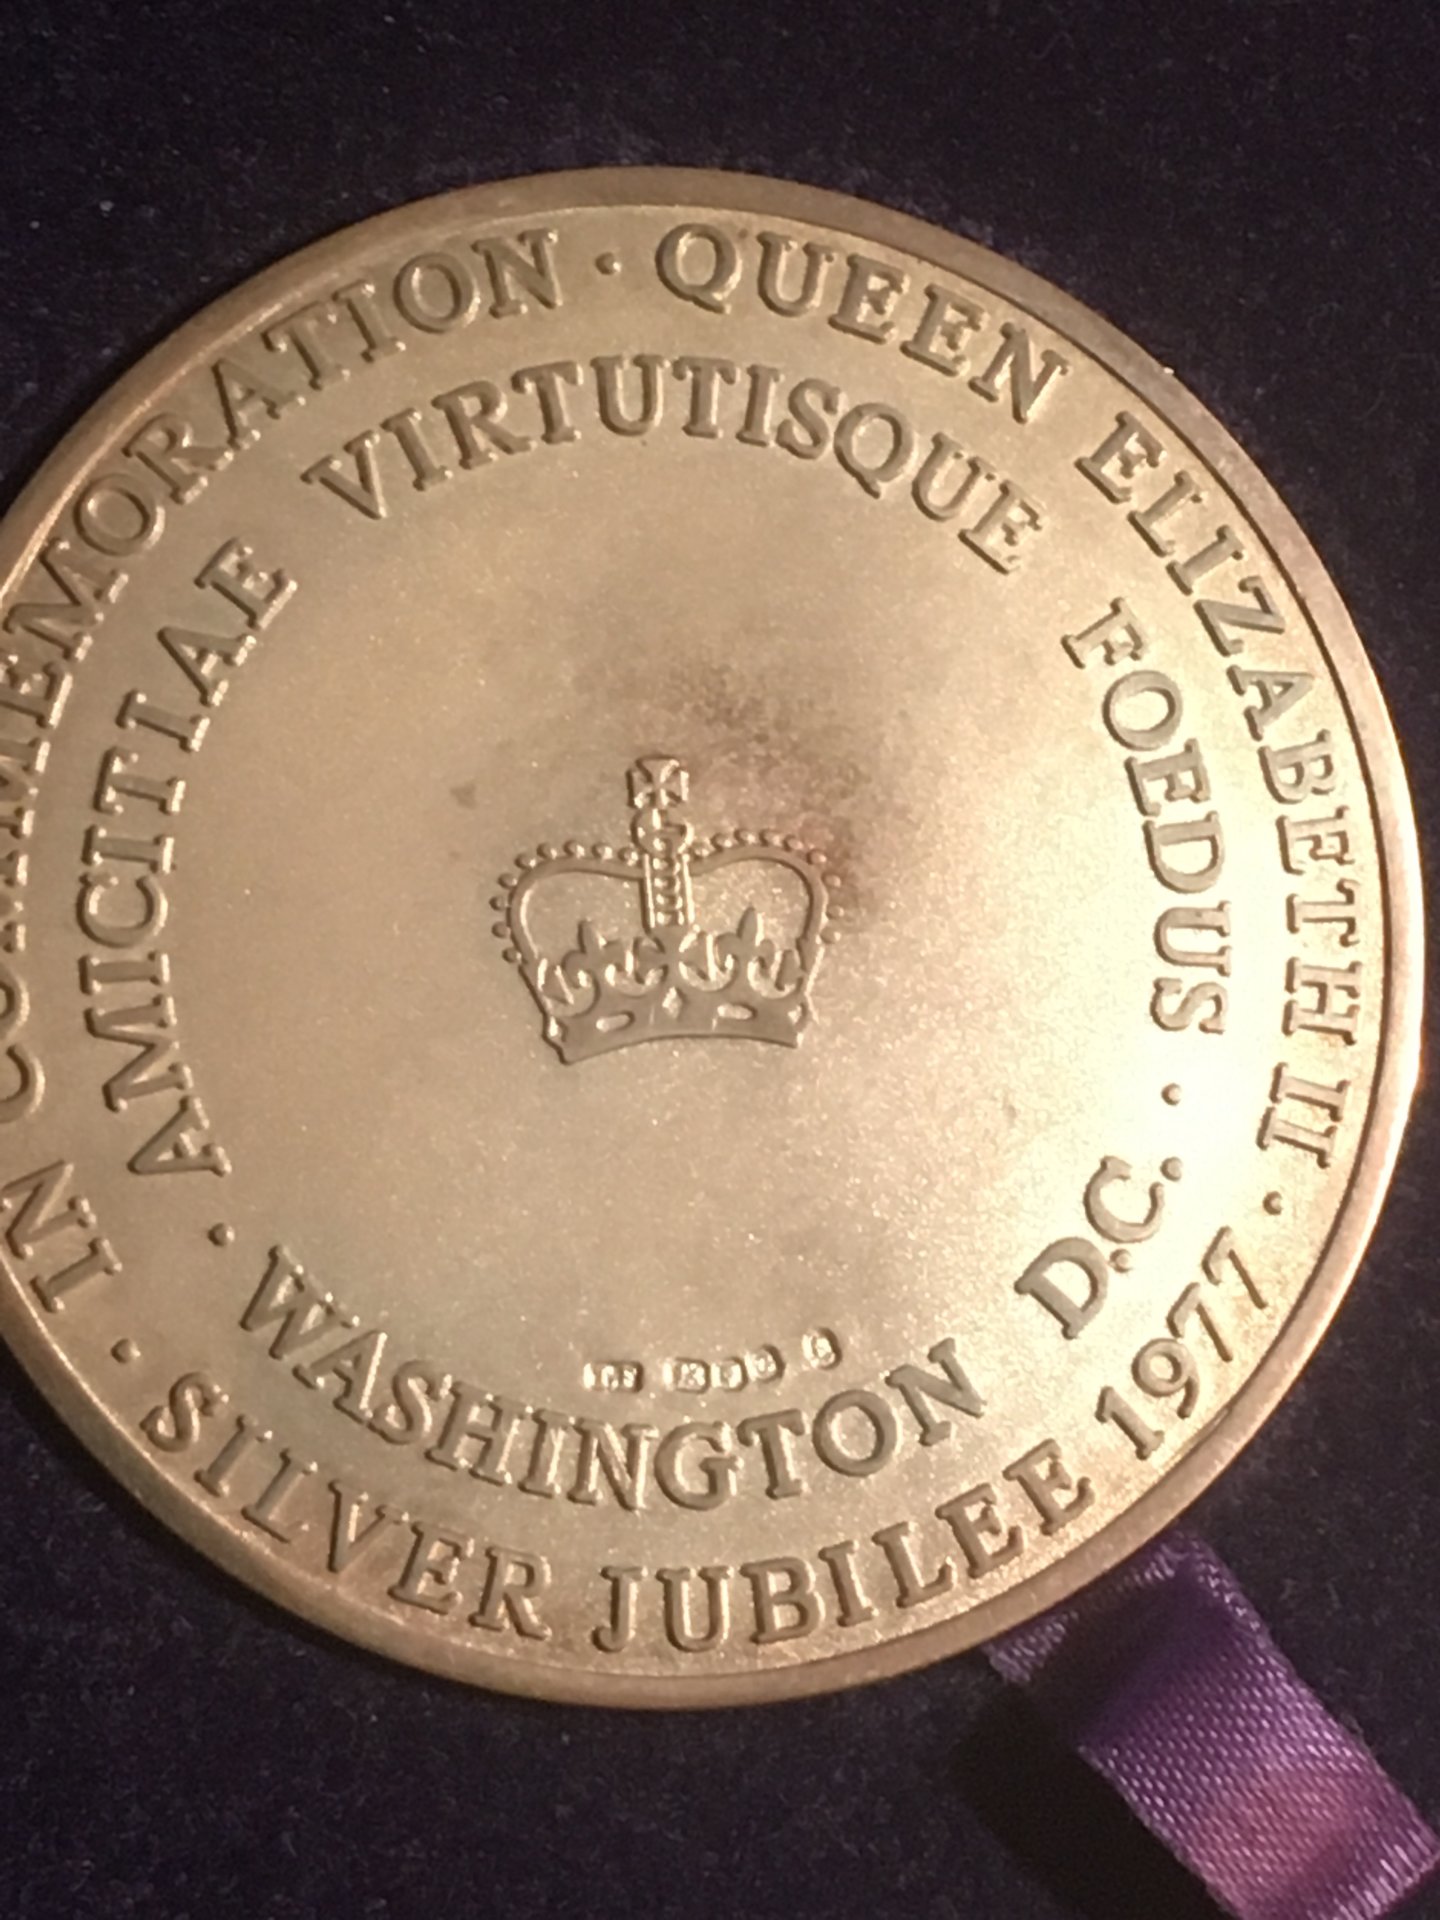 IN COMMEMORATION · QUEEN ELIZABETH II ·
· SILVER JUBILEE 1977
AMICITIAE VIRTUTISQUE FOEDUS ·
· WASHINGTON D.C.